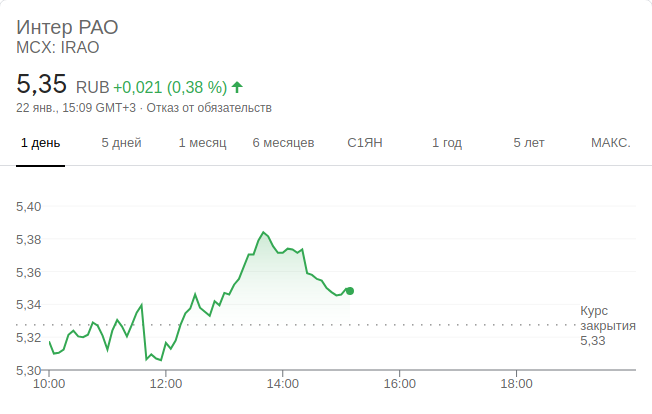 Интер РАО
MCX: IRAO
5,35 RUB +0,021 (0,38 %)
22 янв., 15:09 GMT+3 · Отказ от обязательств
1 день 5 дней 1 месяц 6 месяцев С1ЯН 1 год 5 лет МАКС.
5,40
5,38
5,36
5,34
5,32
5,30
Курс
закрытия
5,33
10:00 12:00 14:00 16:00 18:00